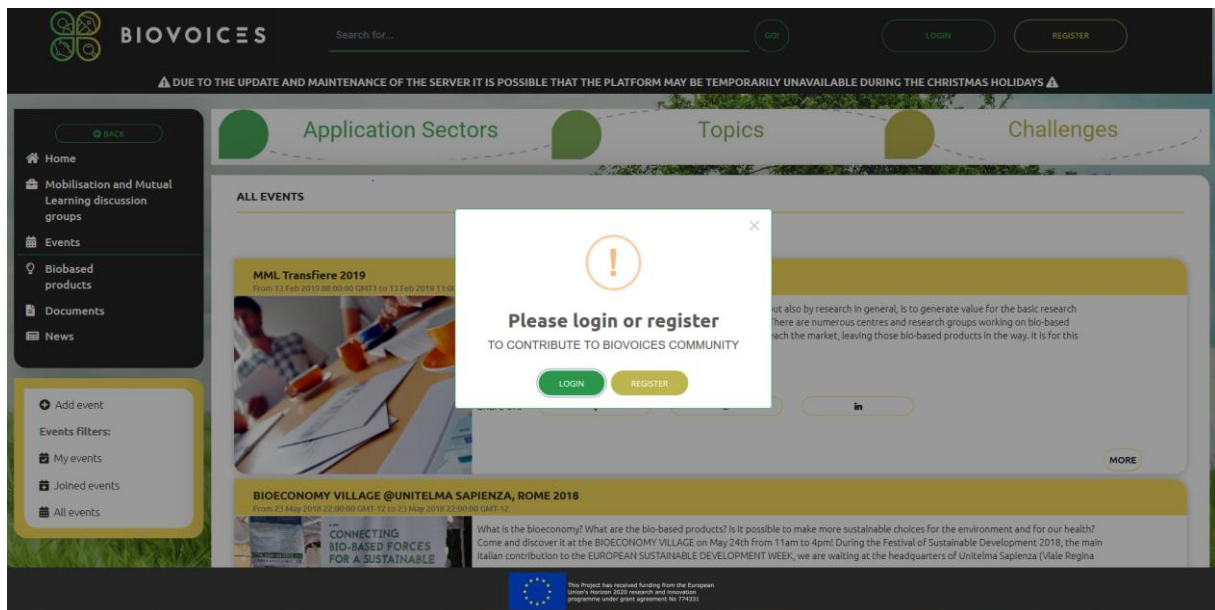 BIOVOICES
Search for...
GO!
LOGIN
REGISTER
DUE TO THE UPDATE AND MAINTENANCE OF THE SERVER IT IS POSSIBLE THAT THE PLATFORM MAY BE TEMPORARILY UNAVAILABLE DURING THE CHRISTMAS HOLIDAYS
Application Sectors
Topics
Challenges
BACK
Home
Mobilisation and Mutual
Learning discussion
groups
Events
Biobased
products
Documents
News
Add event
Events filters:
My events
Joined events
All events
ALL EVENTS
MML Transfiere 2019
From 13 Feb 2019 08:00:00 GMT1 to 13 Feb 2019 11:00
but also by research in general, is to generate value for the basic research
There are numerous centres and research groups working on bio-based
each the market, leaving those bio-based products in the way. It is for this
×
!
Please login or register
TO CONTRIBUTE TO BIOVOICES COMMUNITY
LOGIN
REGISTER
in
MORE
BIOECONOMY VILLAGE @UNITELMA SAPIENZA, ROME 2018
From 23 May 2018 22:00:00 GMT-12 to 23 May 2018 22:00:00 GMT-12
CONNECTING
BIO-BASED FORCES
FOR A SUSTAINABLE
What is the bioeconomy? What are the bio-based products? Is it possible to make more sustainable choices for the environment and for our health?
Come and discover it at the BIOECONOMY VILLAGE on May 24th from 11am to 4pm! During the Festival of Sustainable Development 2018, the main
Italian contribution to the EUROPEAN SUSTAINABLE DEVELOPMENT WEEK, we are waiting at the headquarters of Unitelma Sapienza (Viale Regina
This Project has received funding from the European
Union's Horizon 2020 research and innovation
programme under grant agreement No 774331